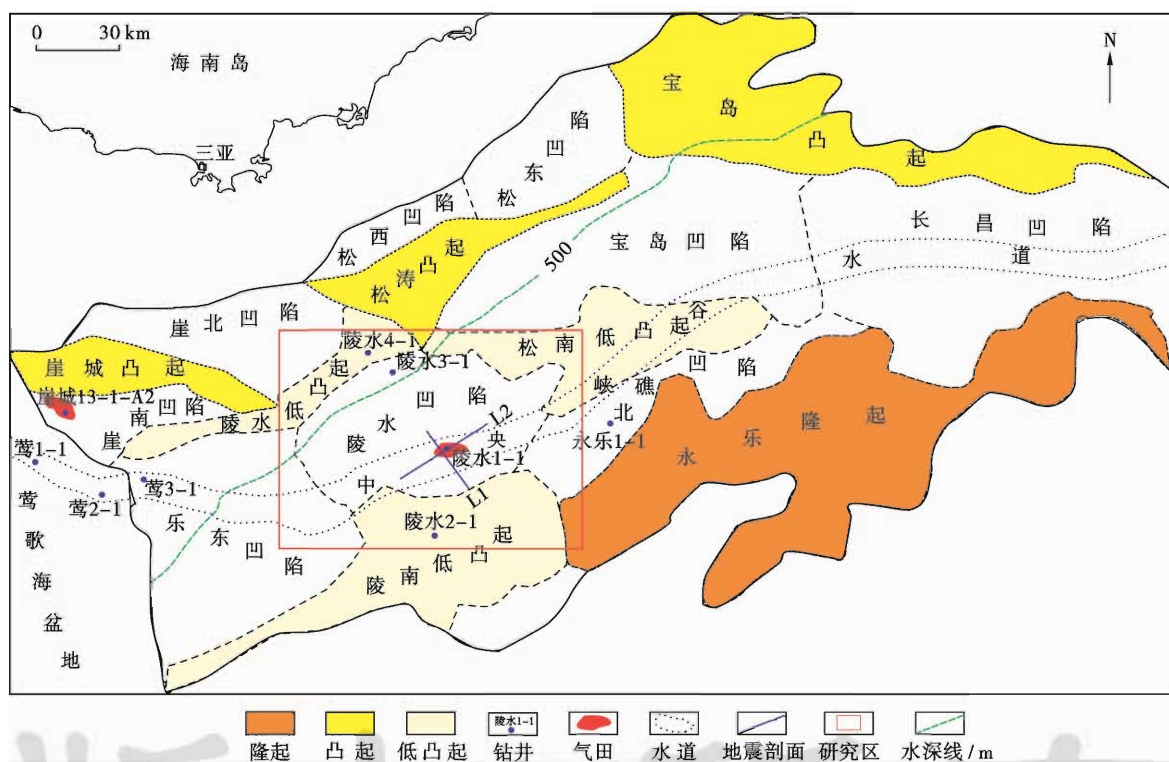 0 30 km
海南岛
三亚
N
宝岛凸起
松东凹陷
松西凹陷
松涛凸起
500
宝岛凹陷
长昌凹陷
水道
崖北凹陷
崖城凸起
崖城13-1-A2
崖南凹陷
陵水低凸起
陵水4-1
陵水3-1
松南低凸起
陵水凹陷
中央峡谷
北礁凹陷
L2
陵水1-1
L1
永乐1-1
永乐隆起
莺1-1
莺2-1
莺3-1
莺歌海盆地
乐东凹陷
陵水2-1
陵南低凸起
陵水1-1
隆起
凸起
低凸起
钻井
气田
水道
地震剖面
研究区
水深线/m